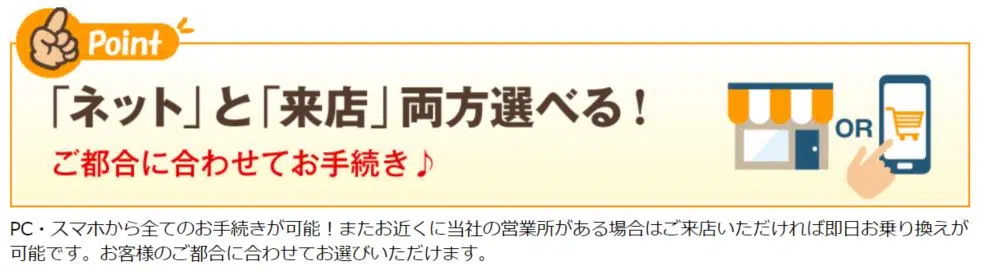 Point
「ネット」と「来店」両方選べる！
ご都合に合わせてお手続き♪
OR
PC・スマホから全てのお手続きが可能！またお近くに当社の営業所がある場合はご来店いただければ即日お乗り換えが
可能です。お客様のご都合に合わせてお選びいただけます。